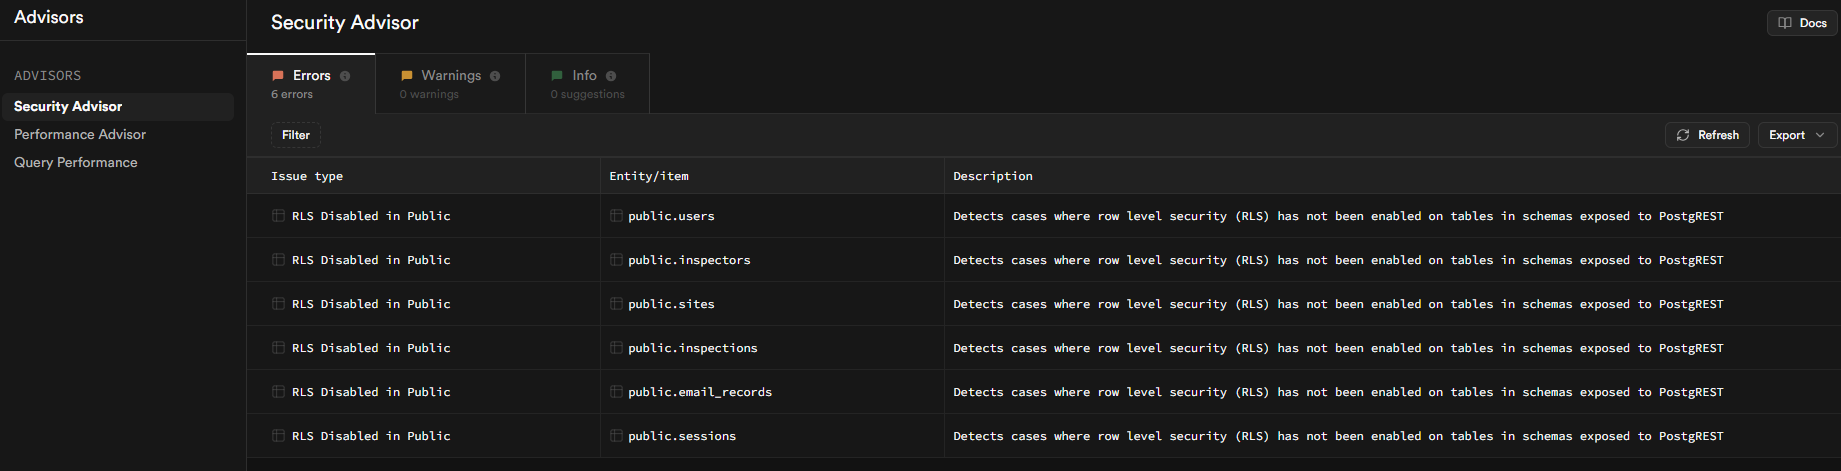 Advisors
ADVISORS
Security Advisor
Performance Advisor
Query Performance
Security Advisor
Docs
Errors
6 errors
Warnings
0 warnings
Info
0 suggestions
Filter
Refresh
Export
Issue type Entity/item Description
RLS Disabled in Public public.users Detects cases where row level security (RLS) has not been enabled on tables in schemas exposed to PostgREST
RLS Disabled in Public public.inspectors Detects cases where row level security (RLS) has not been enabled on tables in schemas exposed to PostgREST
RLS Disabled in Public public.sites Detects cases where row level security (RLS) has not been enabled on tables in schemas exposed to PostgREST
RLS Disabled in Public public.inspections Detects cases where row level security (RLS) has not been enabled on tables in schemas exposed to PostgREST
RLS Disabled in Public public.email_records Detects cases where row level security (RLS) has not been enabled on tables in schemas exposed to PostgREST
RLS Disabled in Public public.sessions Detects cases where row level security (RLS) has not been enabled on tables in schemas exposed to PostgREST